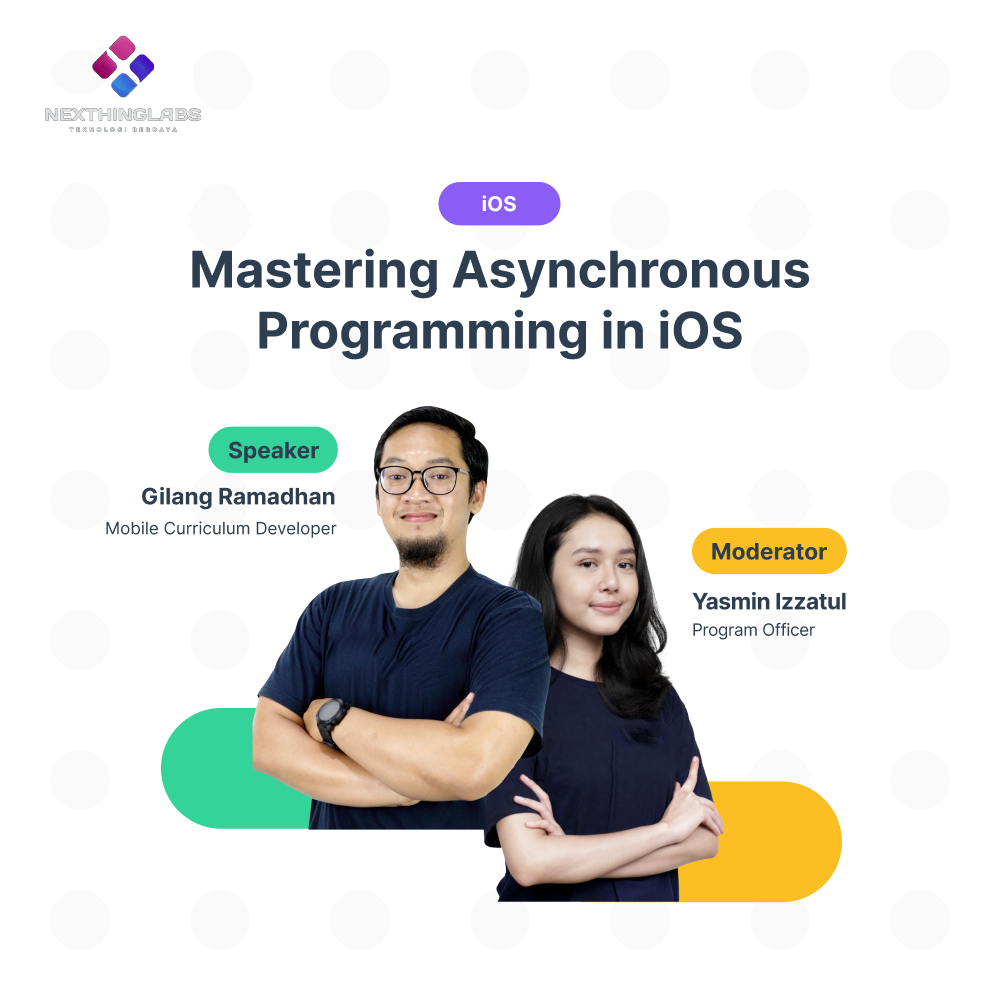 NEXTHINGLABS
TEKNOLOGI BERDAYA
iOS
Mastering Asynchronous
Programming in iOS
Speaker
Gilang Ramadhan
Mobile Curriculum Developer
Moderator
Yasmin Izzatul
Program Officer